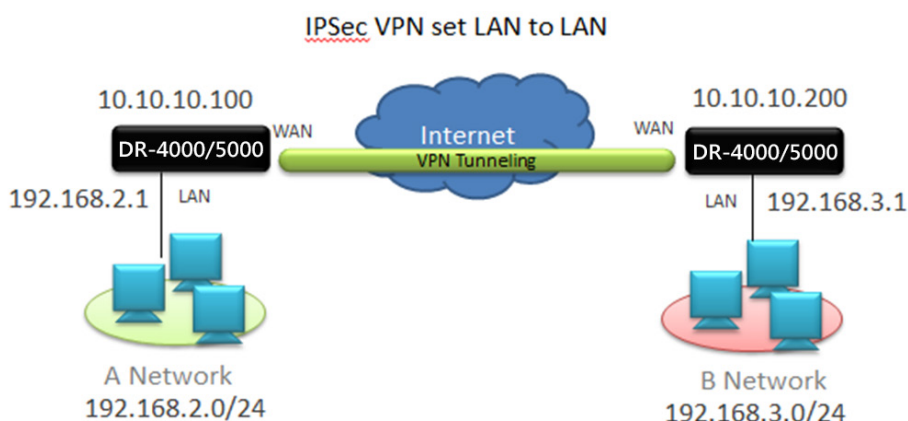 IPSec VPN set LAN to LAN
10.10.10.100
10.10.10.200
WAN
Internet
WAN
DR-4000/5000
VPN Tunneling
DR-4000/5000
192.168.2.1
LAN
LAN
192.168.3.1
A Network
192.168.2.0/24
B Network
192.168.3.0/24